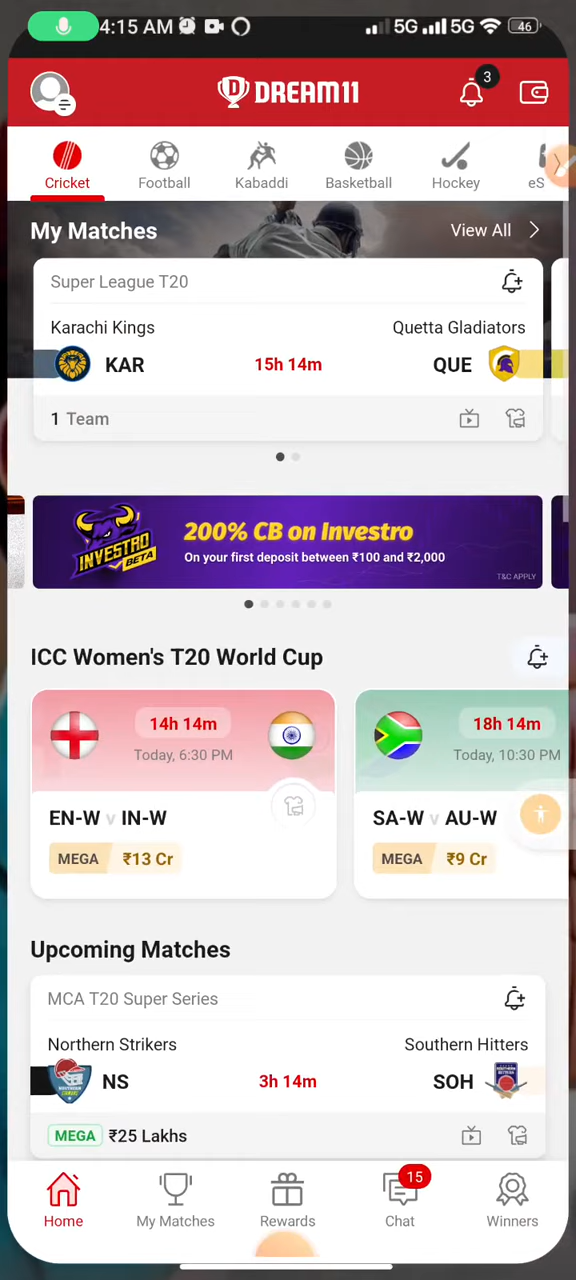 4:15 AM 5G 5G 46
3
DREAM11
Cricket Football Kabaddi Basketball Hockey eS
My Matches View All
Super League T20
Karachi Kings Quetta Gladiators
KAR 15h 14m QUE
1 Team
INVESTRO
BETA
200% CB on Investro
On your first deposit between ₹100 and ₹2,000
T&C APPLY
ICC Women's T20 World Cup
14h 14m 18h 14m
Today, 6:30 PM Today, 10:30 PM
EN-W v IN-W SA-W v AU-W
MEGA ₹13 Cr MEGA ₹9 Cr
Upcoming Matches
MCA T20 Super Series
Northern Strikers Southern Hitters
NS 3h 14m SOH
MEGA ₹25 Lakhs
15
Home My Matches Rewards Chat Winners